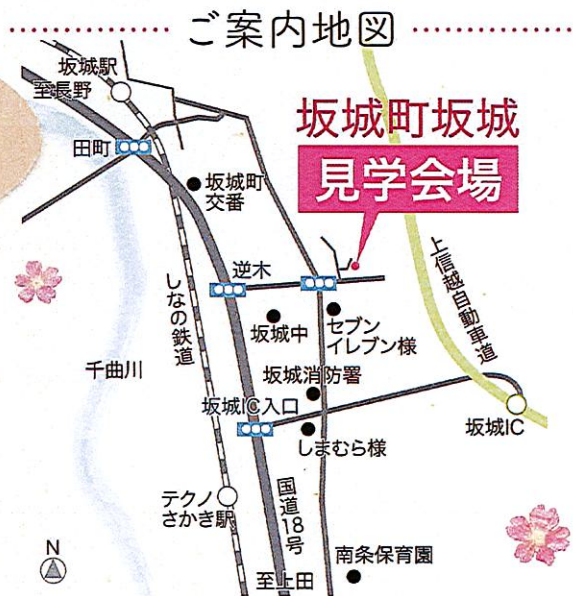 ご案内地図
坂城駅
至長野
田町
坂城町坂城
見学会場
坂城町
交番
逆木
上信越自動車道
しなの鉄道
坂城中
セブン
イレブン様
千曲川
坂城消防署
坂城IC入口
坂城IC
しまむら様
テクノ
さかき駅
国道18号
N
南条保育園
至上田